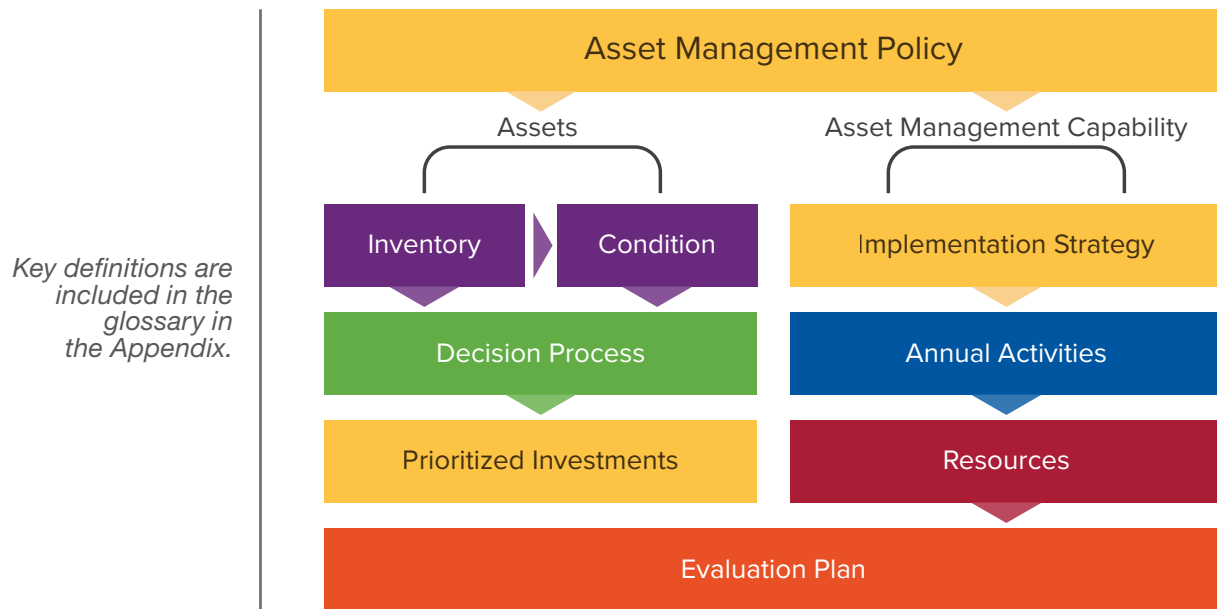 Asset Management Policy
Assets
Asset Management Capability
Inventory
Condition
Implementation Strategy
Key definitions are
included in the
glossary in
the Appendix.
Decision Process
Annual Activities
Prioritized Investments
Resources
Evaluation Plan